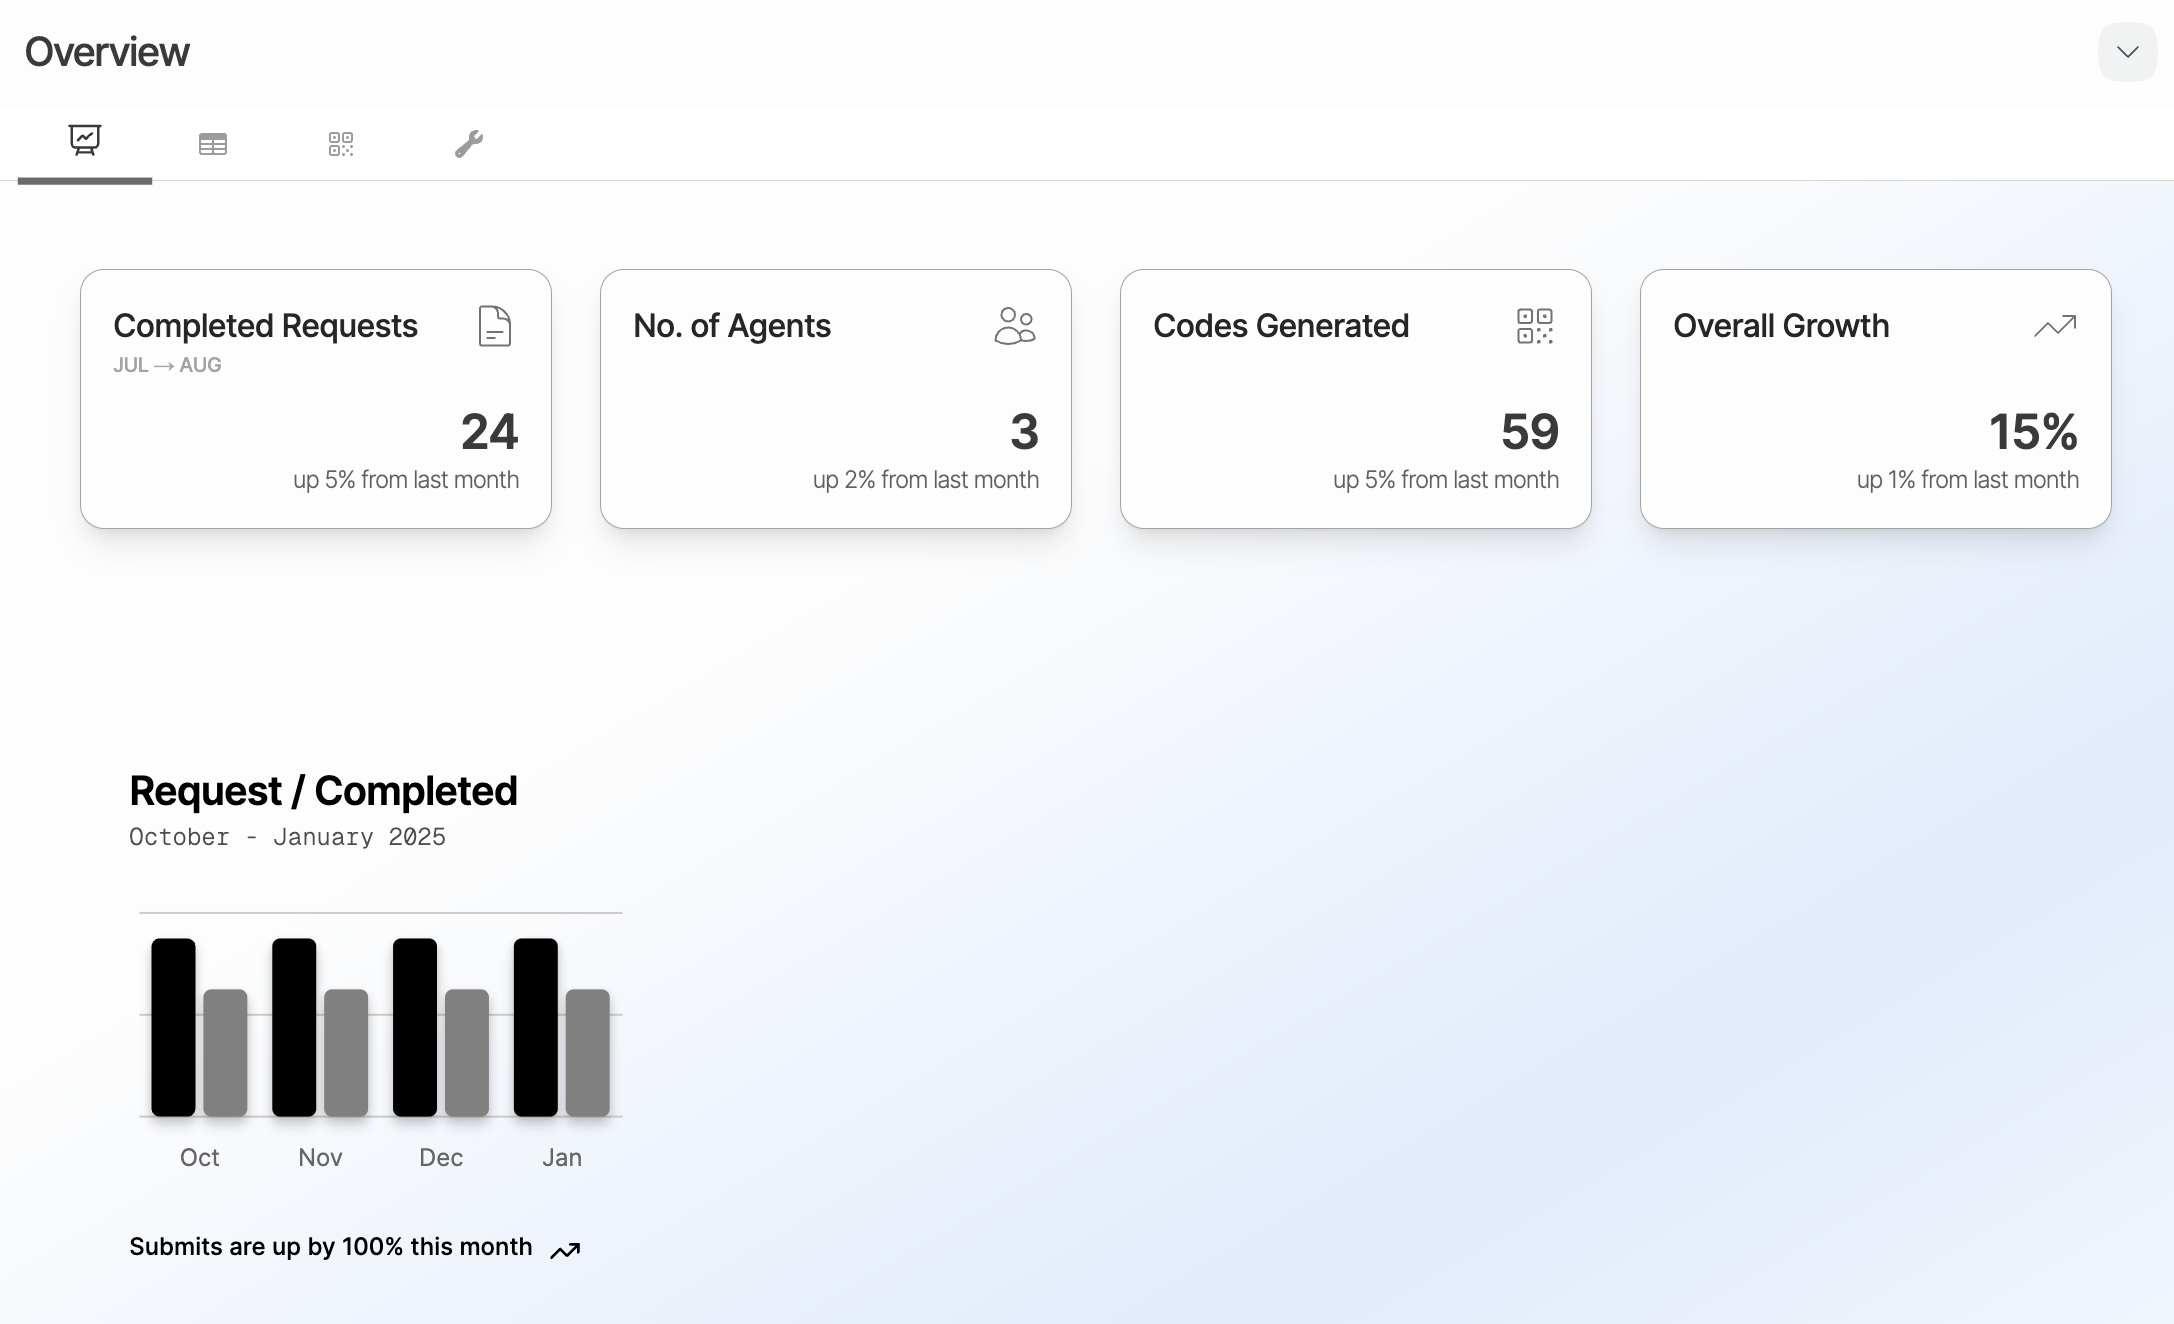 Overview
Completed Requests
JUL → AUG
24
up 5% from last month
No. of Agents
3
up 2% from last month
Codes Generated
59
up 5% from last month
Overall Growth
15%
up 1% from last month
Request / Completed
October - January 2025
Oct Nov Dec Jan
Submits are up by 100% this month